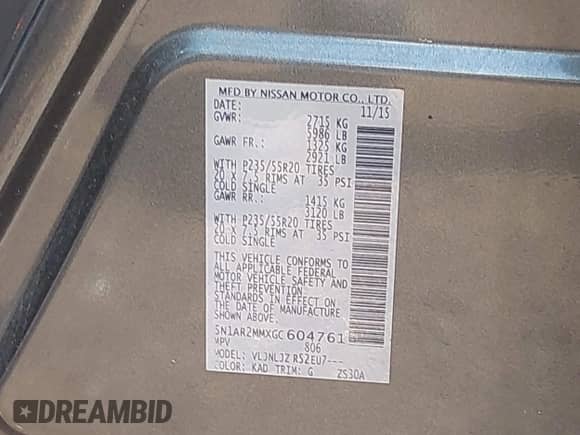 MFD BY NISSAN MOTOR CO., LTD.
DATE: 11/15
GVWR: 2715 KG
5986 LB
GAWR FR.: 1325 KG
2921 LB
WITH P235/55R20 TIRES
20 X 7.5 RIMS AT 35 PSI
COLD SINGLE
GAWR RR.: 1415 KG
3120 LB
WITH P235/55R20 TIRES
20 X 7.5 RIMS AT 35 PSI
COLD SINGLE
THIS VEHICLE CONFORMS TO
ALL APPLICABLE FEDERAL
MOTOR VEHICLE SAFETY AND
THEFT PREVENTION
STANDARDS IN EFFECT ON
THE DATE OF MANUFACTURE
SHOWN ABOVE.
5N1AR2MMXGC604761
MPV 806
MODEL: VLJNLJZ R52EU7---
COLOR: KAD TRIM: G ZS30A
DREAMBID